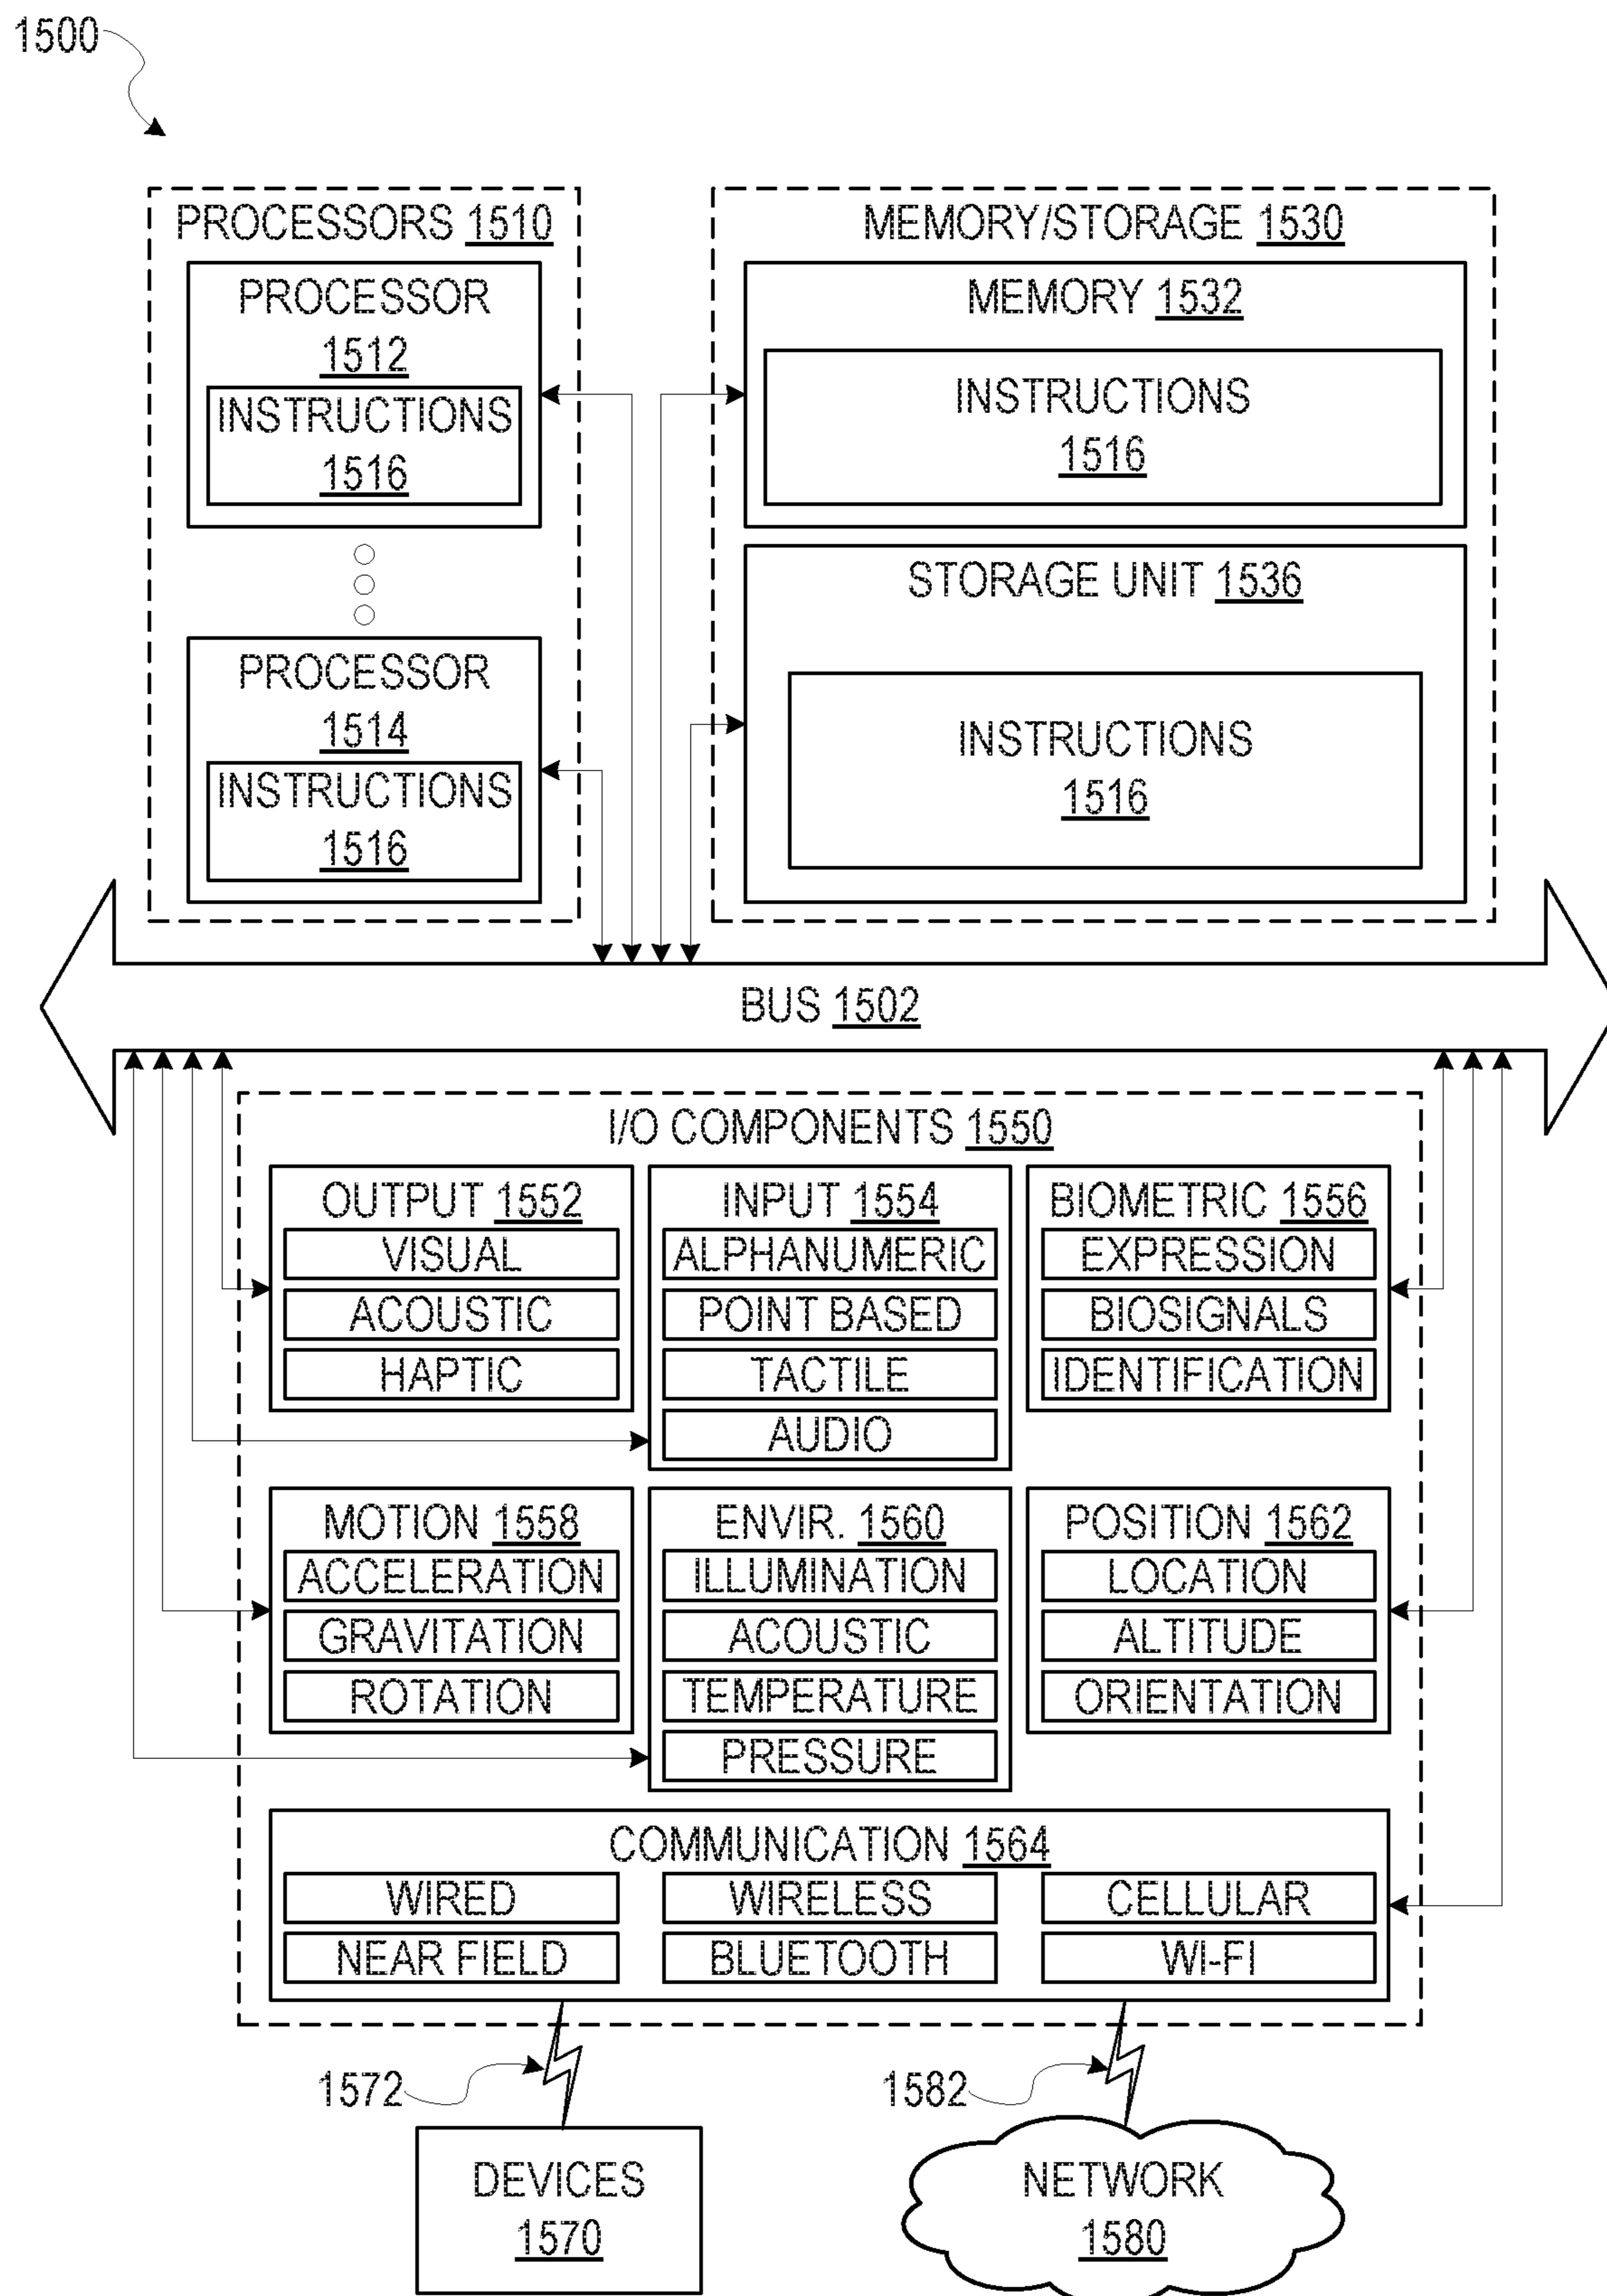 1500
PROCESSORS 1510
PROCESSOR
1512
INSTRUCTIONS
1516
PROCESSOR
1514
INSTRUCTIONS
1516
MEMORY/STORAGE 1530
MEMORY 1532
INSTRUCTIONS
1516
STORAGE UNIT 1536
INSTRUCTIONS
1516
BUS 1502
I/O COMPONENTS 1550
OUTPUT 1552
VISUAL
ACOUSTIC
HAPTIC
INPUT 1554
ALPHANUMERIC
POINT BASED
TACTILE
AUDIO
BIOMETRIC 1556
EXPRESSION
BIOSIGNALS
IDENTIFICATION
MOTION 1558
ACCELERATION
GRAVITATION
ROTATION
ENVIR. 1560
ILLUMINATION
ACOUSTIC
TEMPERATURE
PRESSURE
POSITION 1562
LOCATION
ALTITUDE
ORIENTATION
COMMUNICATION 1564
WIRED
WIRELESS
CELLULAR
NEAR FIELD
BLUETOOTH
WI-FI
1572
1582
DEVICES
1570
NETWORK
1580